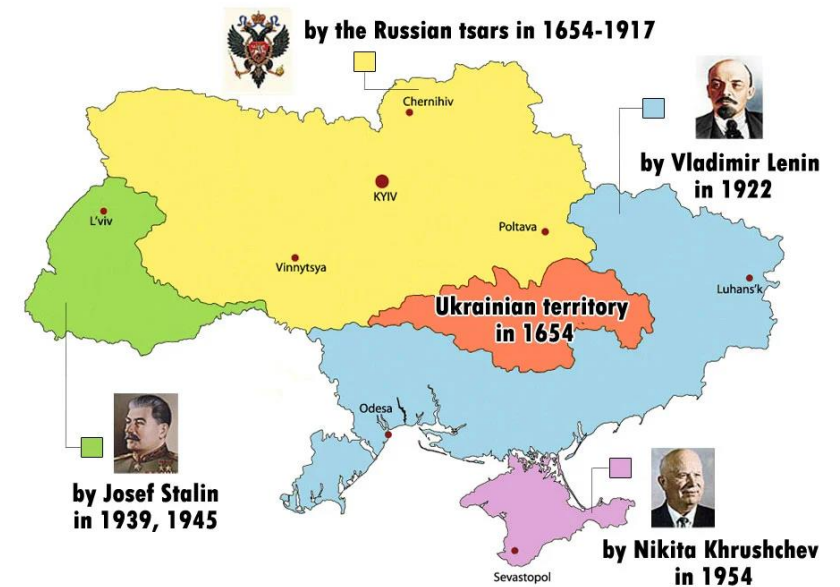 by the Russian tsars in 1654-1917
Chernihiv
by Vladimir Lenin
in 1922
KYIV
L'viv
Poltava
Vinnytsya
Luhans'k
Ukrainian territory
in 1654
Odesa
by Josef Stalin
in 1939, 1945
by Nikita Khrushchev
in 1954
Sevastopol